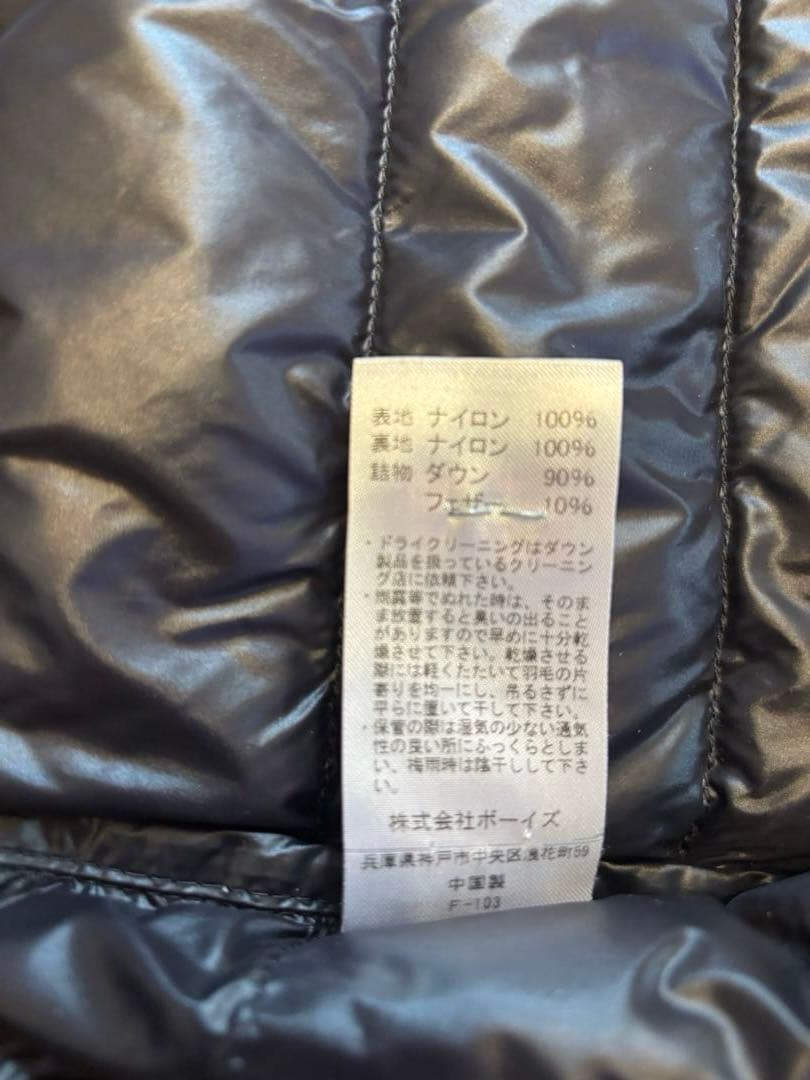 表地 ナイロン 100%
裏地 ナイロン 100%
詰物 ダウン 90%
フェザー 10%
・ドライクリーニングはダウン
製品を扱っているクリーニン
グ店に依頼下さい。
・雨露等でぬれた時は、そのま
ま放置すると臭いの出ること
がありますので早めに十分乾
燥させて下さい。乾燥させる
際には軽くたたいて羽毛の片
寄りを均一にし、吊るさずに
平らに置いて干して下さい。
・保管の際は湿気の少ない通気
性の良い所にふっくらとしま
い、梅雨時は陰干しして下さ
い。
株式会社ボーイズ
兵庫県神戸市中央区浪花町59
中国製
F-103